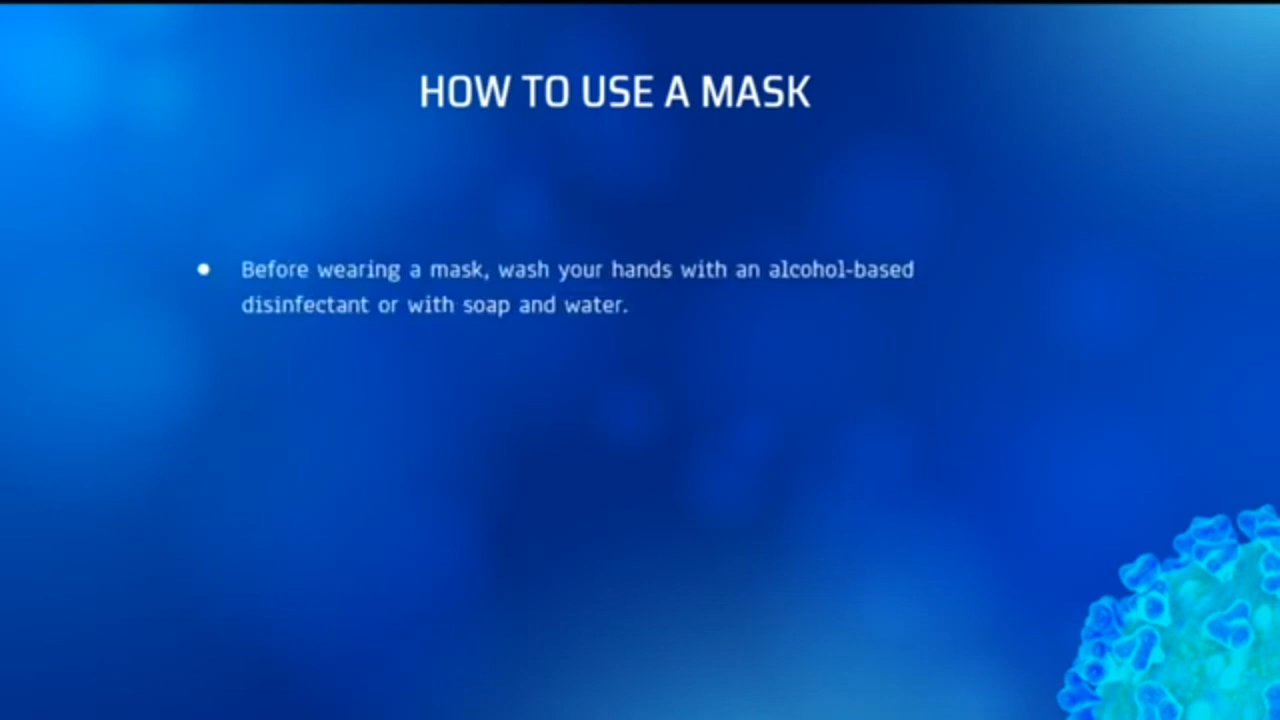 HOW TO USE A MASK
● Before wearing a mask, wash your hands with an alcohol-based
disinfectant or with soap and water.